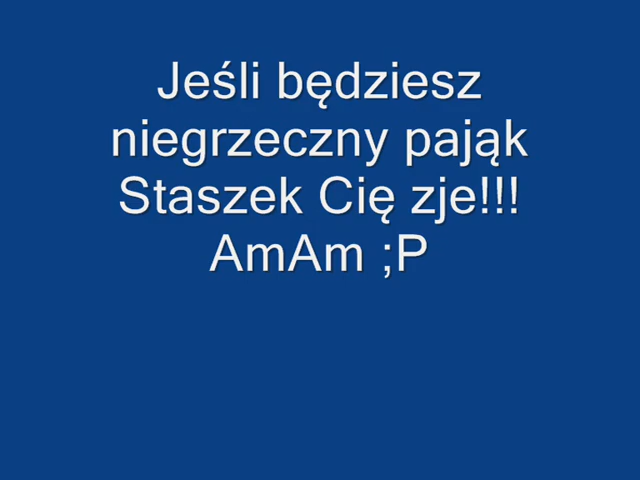 Jeśli będziesz
niegrzeczny pająk
Staszek Cię zje!!!
AmAm ;P